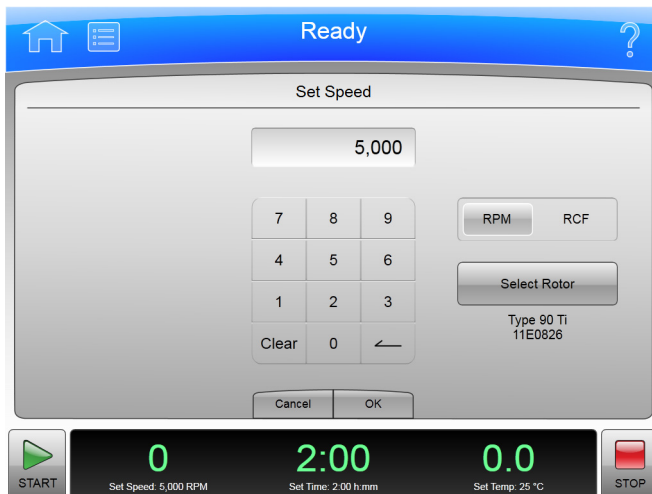 Ready
?
Set Speed
5,000
7 8 9
4 5 6
1 2 3
Clear 0
RPM RCF
Select Rotor
Type 90 Ti
11E0826
Cancel OK
START
0 2:00 0.0
Set Speed: 5,000 RPM Set Time: 2:00 h:mm Set Temp: 25 °C
STOP